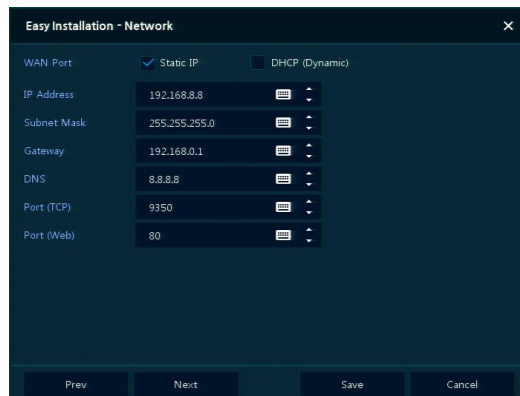 Easy Installation - Network
WAN Port Static IP DHCP (Dynamic)
IP Address 192.168.8.8
Subnet Mask 255.255.255.0
Gateway 192.168.0.1
DNS 8.8.8.8
Port (TCP) 9350
Port (Web) 80
Prev Next Save Cancel